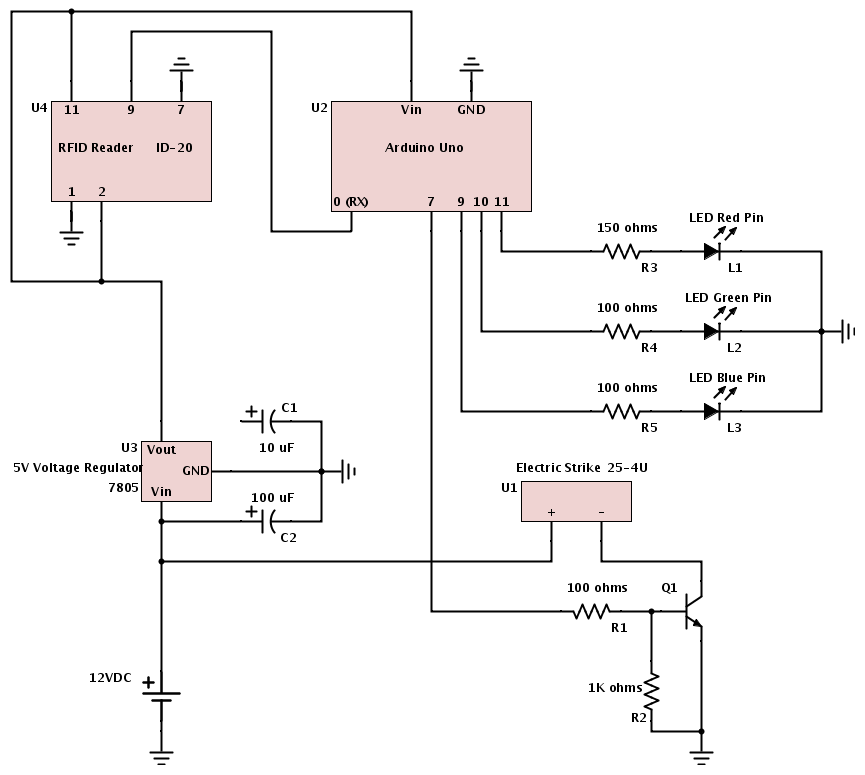 U4
11
9
7
RFID Reader ID-20
1
2
U2
Vin
GND
Arduino Uno
0 (RX)
7
9
10
11
150 ohms
R3
LED Red Pin
L1
100 ohms
R4
LED Green Pin
L2
100 ohms
R5
LED Blue Pin
L3
C1
10 uF
U3
Vout
5V Voltage Regulator
GND
7805
Vin
100 uF
C2
Electric Strike 25-4U
U1
+
-
100 ohms
R1
Q1
1K ohms
R2
12VDC